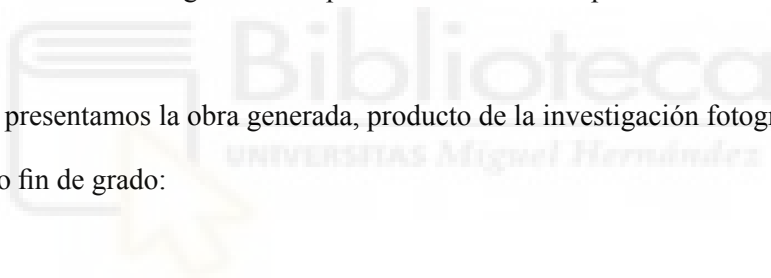 Biblioteca
presentamos la obra generada, producto de la investigación fotogr
UNIVERSITAS Miguel Hernández
o fin de grado: